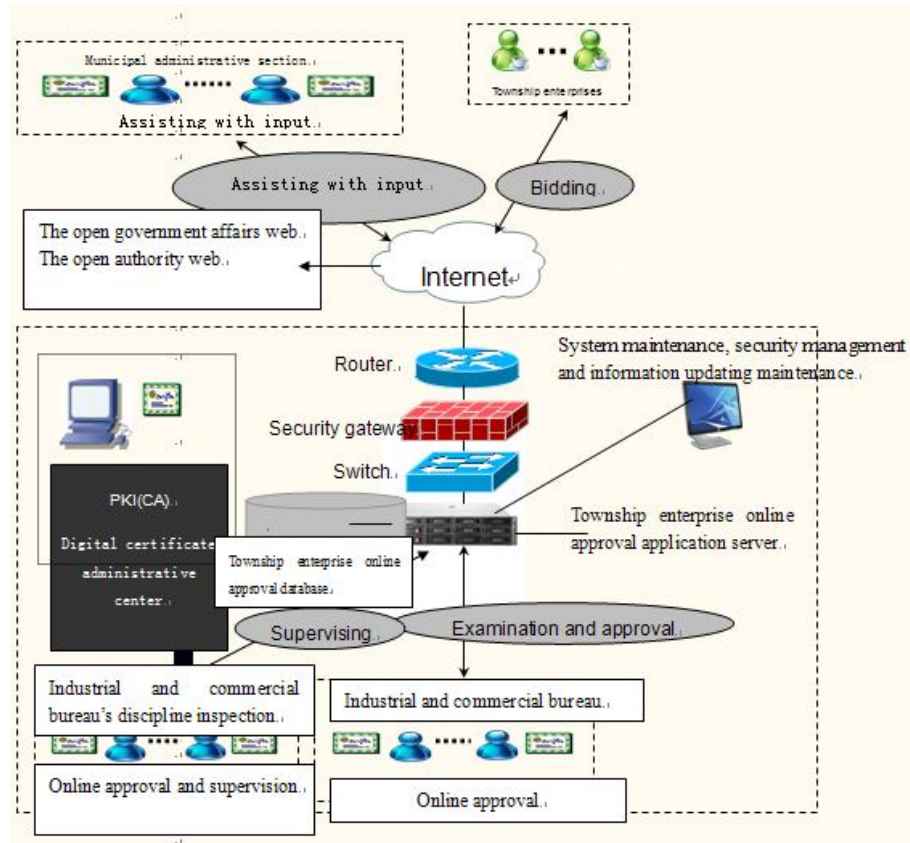 Municipal administrative section.
Assisting with input.
Township enterprises
Assisting with input.
Bidding.
The open government affairs web.
The open authority web.
Internet
Router.
System maintenance, security management
and information updating maintenance.
Security gateway
Switch.
PKI(CA).
Digital certificate
administrative
center.
Township enterprise online
approval application server.
Township enterprise online
approval database.
Supervising.
Examination and approval.
Industrial and commercial
bureau's discipline inspection.
Industrial and commercial bureau.
Online approval and supervision.
Online approval.